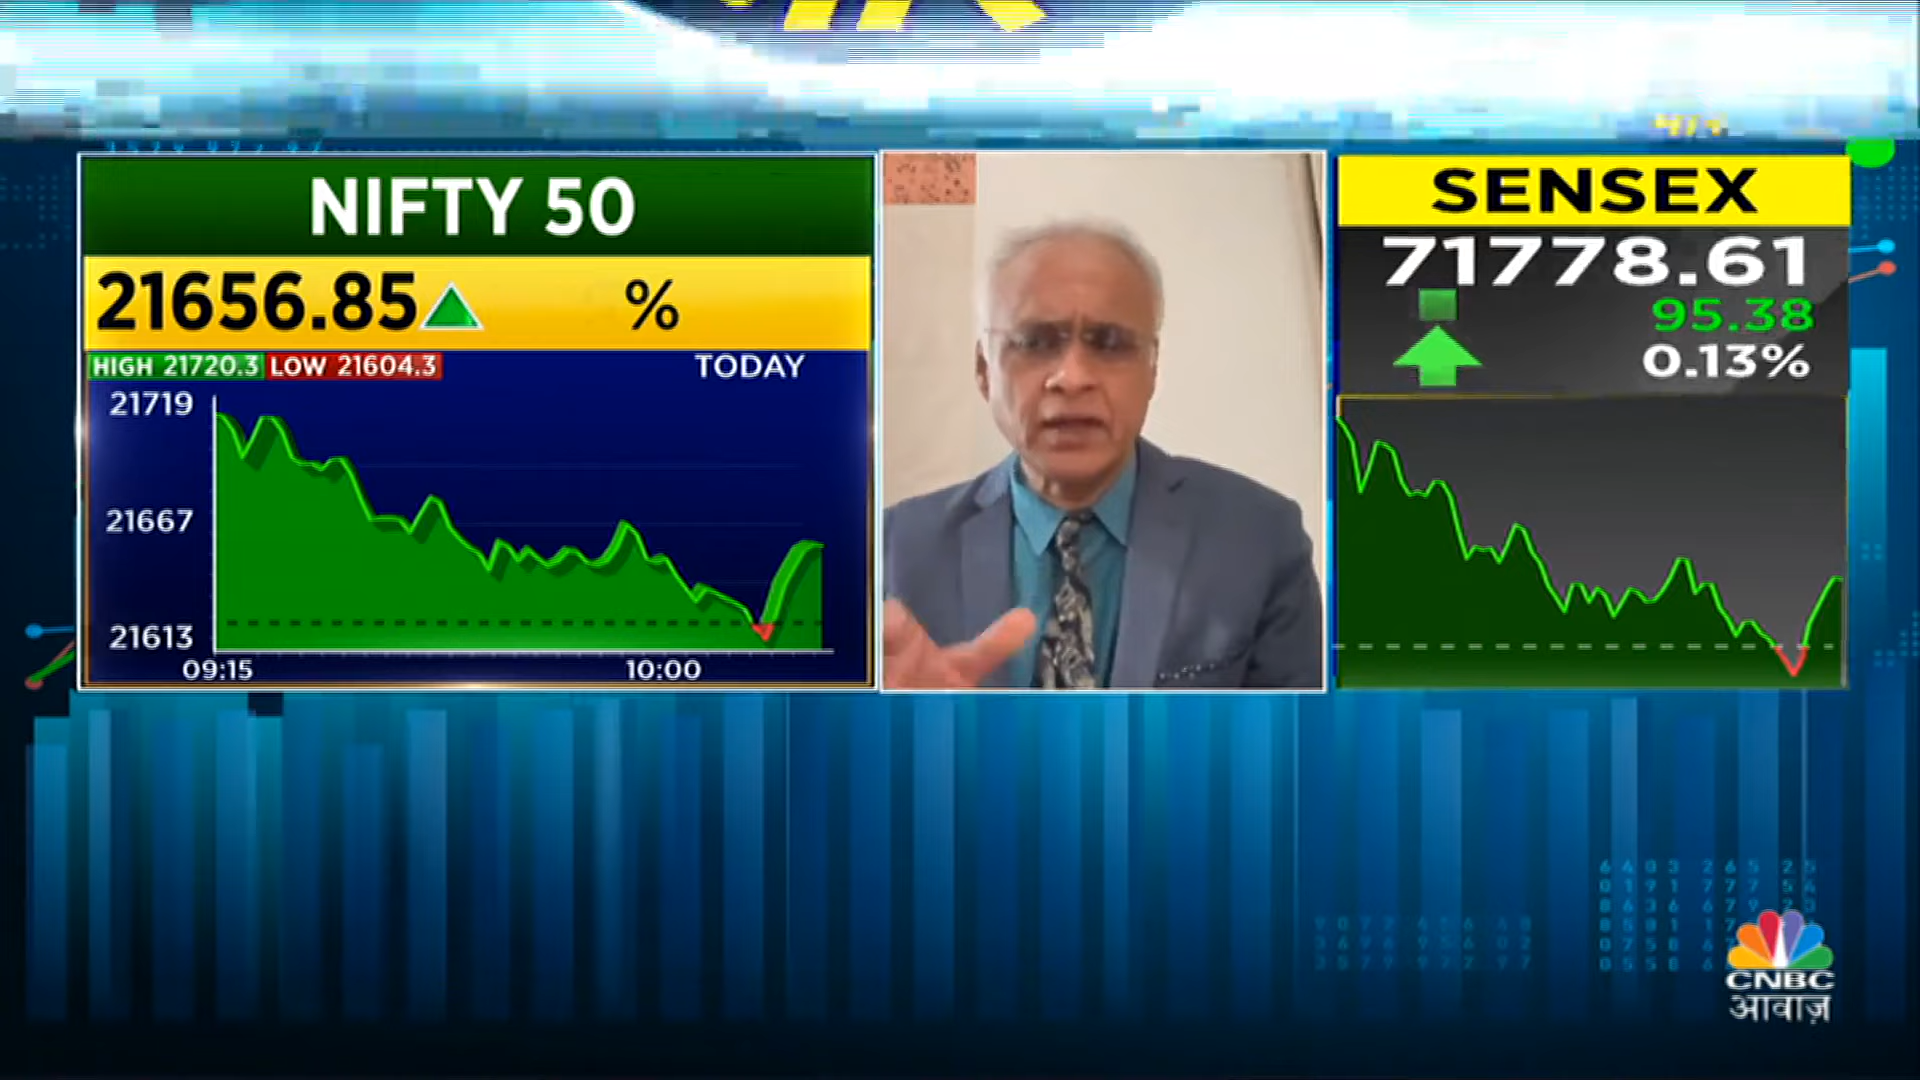 NIFTY 50
21656.85 %
HIGH 21720.3 LOW 21604.3 TODAY
21719
21667
21613
09:15 10:00
SENSEX
71778.61
95.38
0.13%
CNBC
आवाज़